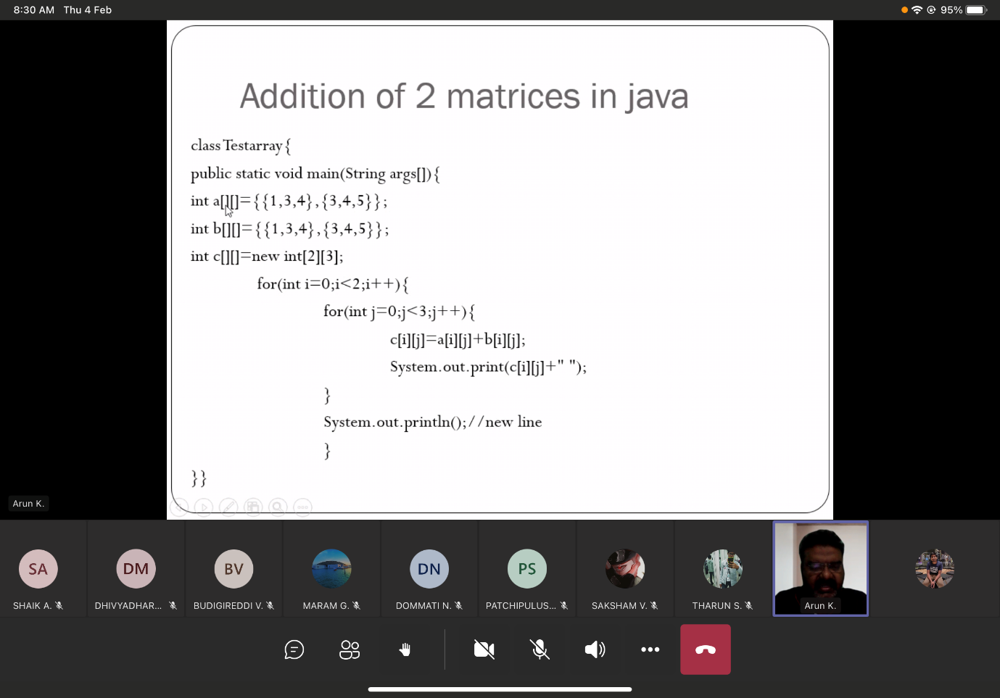 8:30 AM Thu 4 Feb
95%
Addition of 2 matrices in java
class Testarray{
public static void main(String args[]){
int a[][]={{1,3,4},{3,4,5}};
int b[][]={{1,3,4},{3,4,5}};
int c[][]=new int[2][3];
for(int i=0;i<2;i++){
for(int j=0;j<3;j++){
c[i][j]=a[i][j]+b[i][j];
System.out.print(c[i][j]+" ");
}
System.out.println();//new line
}
}}
Arun K.
SA DM BV DN PS
SHAIK A. DHIVYADHAR... BUDIGIREDDI V. MARAM G. DOMMATI N. PATCHIPULUS... SAKSHAM V. THARUN S. Arun K.